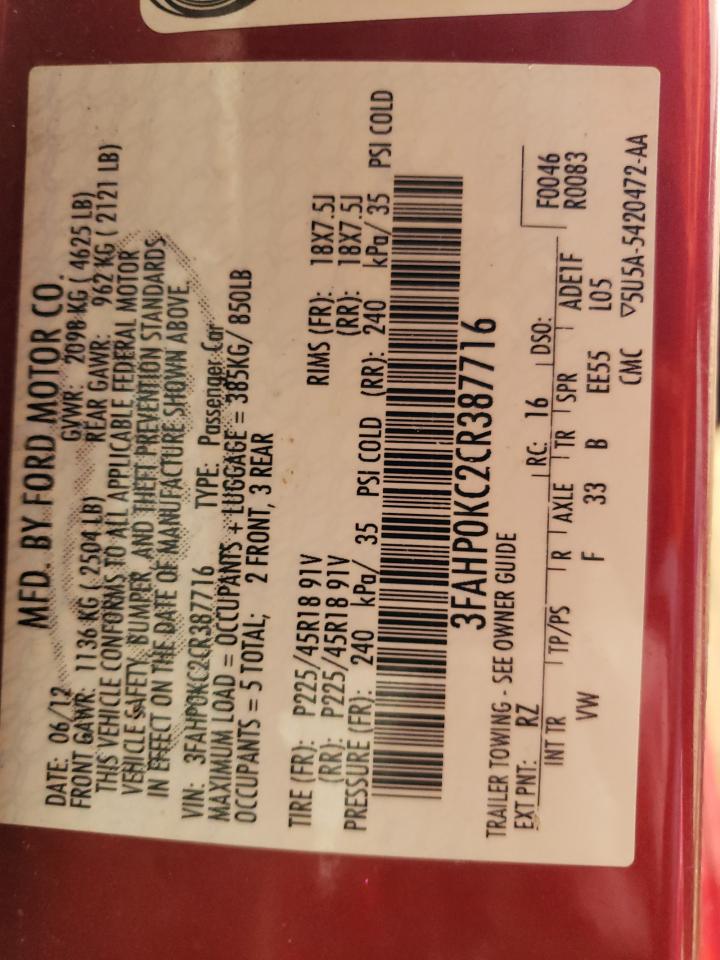 MFD. BY FORD MOTOR CO.
DATE: 06/12 GVWR: 2098 KG ( 4625 LB)
FRONT GAWR: 1136 KG ( 2504LB) REAR GAWR: 962 KG ( 2121 LB)
THIS VEHICLE CONFORMS TO ALL APPLICABLE FEDERAL MOTOR
VEHICLE SAFETY, BUMPER, AND THEFT PREVENTION STANDARDS
IN EFFECT ON THE DATE OF MANUFACTURE SHOWN ABOVE.
VIN: 3FAHP0KC2CR387716 TYPE: Passenger Car
MAXIMUM LOAD = OCCUPANTS + LUGGAGE = 385KG/ 850LB
OCCUPANTS = 5 TOTAL; 2 FRONT, 3 REAR
TIRE (FR): P225/45R18 91V RIMS (FR): 18X7.5J
(RR): P225/45R18 91V (RR): 18X7.5J
PRESSURE (FR): 240 kPa/ 35 PSI COLD (RR): 240 kPa/ 35 PSI COLD
3FAHP0KC2CR387716
TRAILER TOWING - SEE OWNER GUIDE
EXT PNT: RZ RC: 16 DSO: F0046
R0083
INT TR TP/PS R AXLE TR SPR ADE1F
VW F 33 B EE55 L05
CMC ▽5U5A-5420472-AA